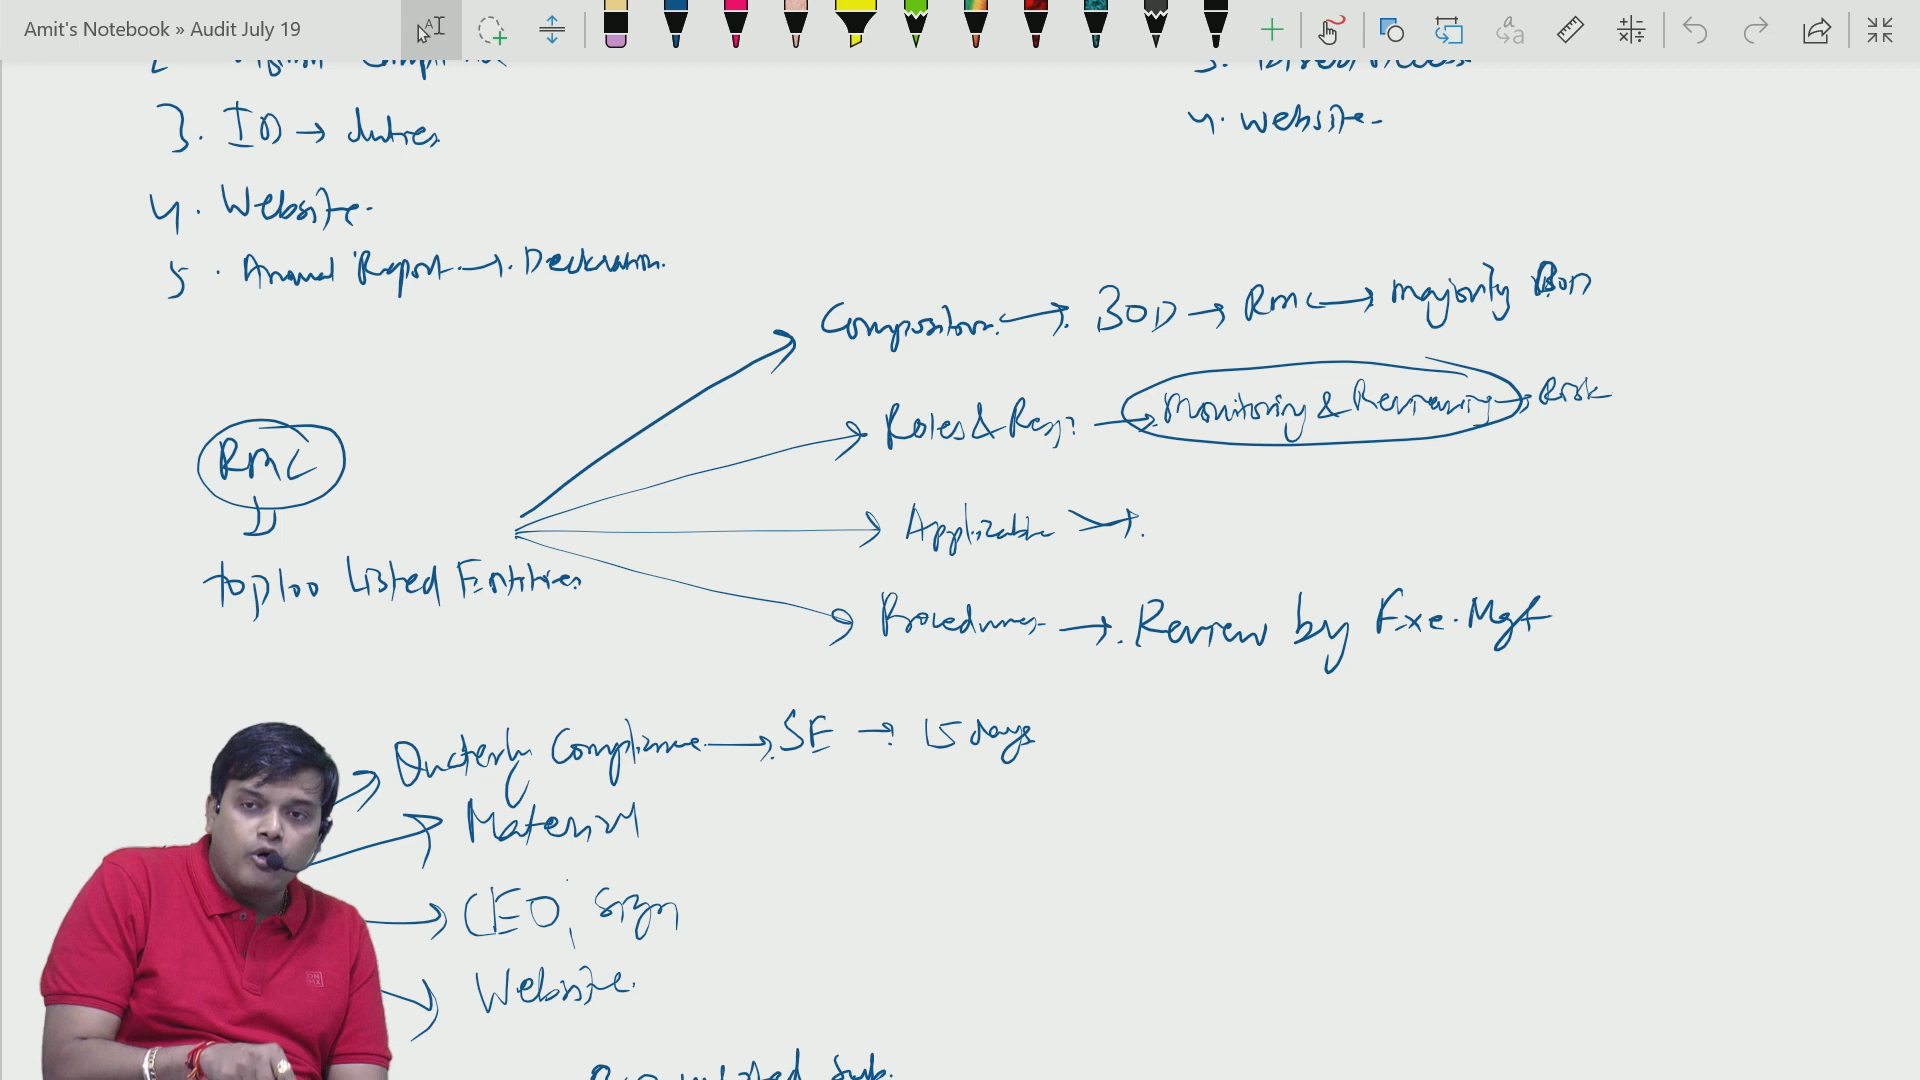 Amit's Notebook » Audit July 19
3. ID → duties
4. Website.
4. Website.
5. Annual Report → Declaration.
Composition → BOD → RMC → majority BOD
RMC
Roles & Resp. → Monitoring & Reviewing → Risk
Applicable →
top 100 Listed Entities
Procedures → Review by Exe. Mgt
Quarterly Compliance → SE → 15 days
Material
CEO, Sign
Website.